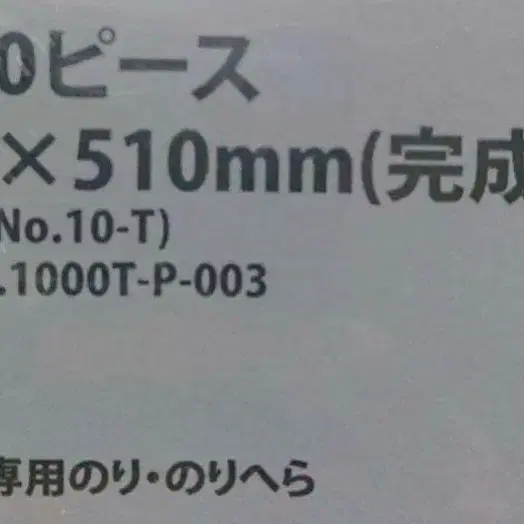 0ピース
×510mm(完成
No.10-T)
.1000T-P-003
専用のり・のりへら